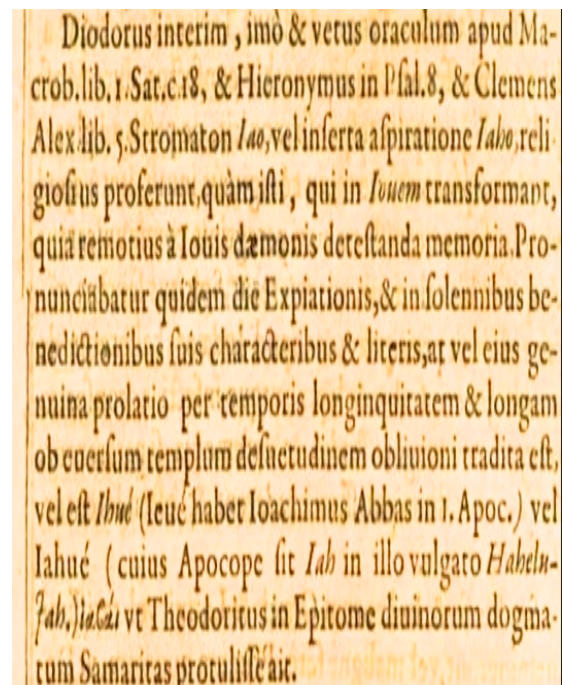 Diodorus interim, imò & vetus oraculum apud Ma-
crob.lib.1.Sat.c.18, & Hieronymus in Pſal.8, & Clemens
Alex.lib.5.Stromaton Iao, vel inſerta aſpiratione Iaho, reli
gioſius proferunt, quàm iſti, qui in Iouem transformant,
quia remotius à Iouis dæmonis deteſtanda memoria. Pro-
nunciabatur quidem die Expiationis, & in ſolennibus be-
nedictionibus ſuis characteribus & literis, at vel eius ge-
nuina prolatio per temporis longinquitatem & longam
ob euerſum templum deſuetudinem obliuioni tradita eſt,
vel eſt Ihué (Ieué habet Ioachimus Abbas in 1. Apoc.) vel
Iahué (cuius Apocope ſit Iah in illo vulgato Halelu-
Jah.) vt Theodoritus in Epitome diuinorum dogma-
tum Samaritas protuliſſe ait.